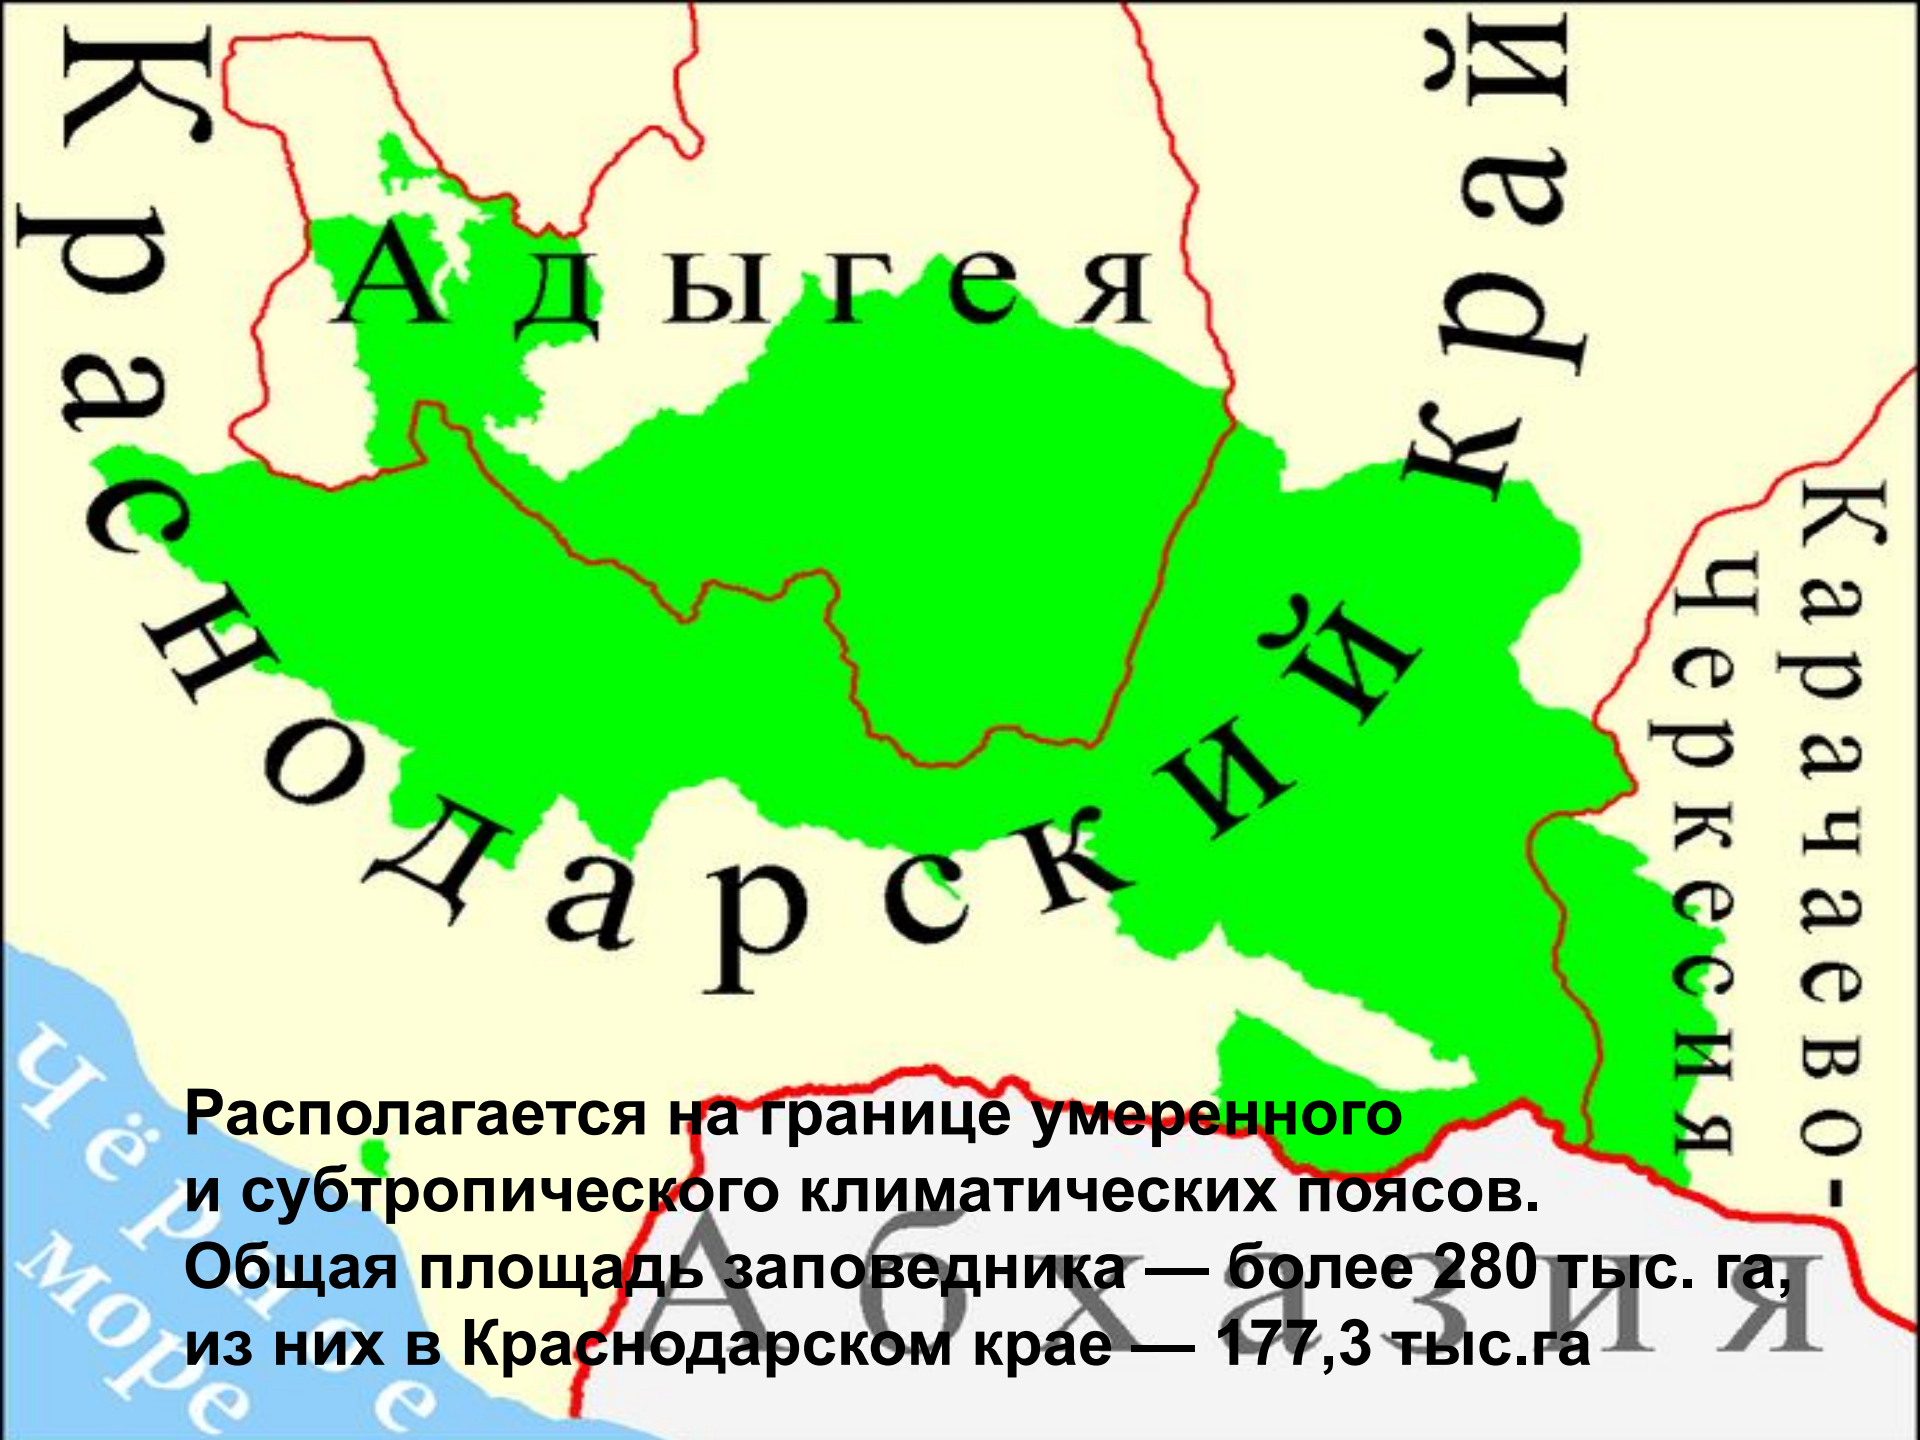 Краснодарский край
Адыгея
Карачаево-
Черкессия
Чёрное
море
Абхазия
Располагается на границе умеренного
и субтропического климатических поясов.
Общая площадь заповедника — более 280 тыс. га,
из них в Краснодарском крае — 177,3 тыс.га